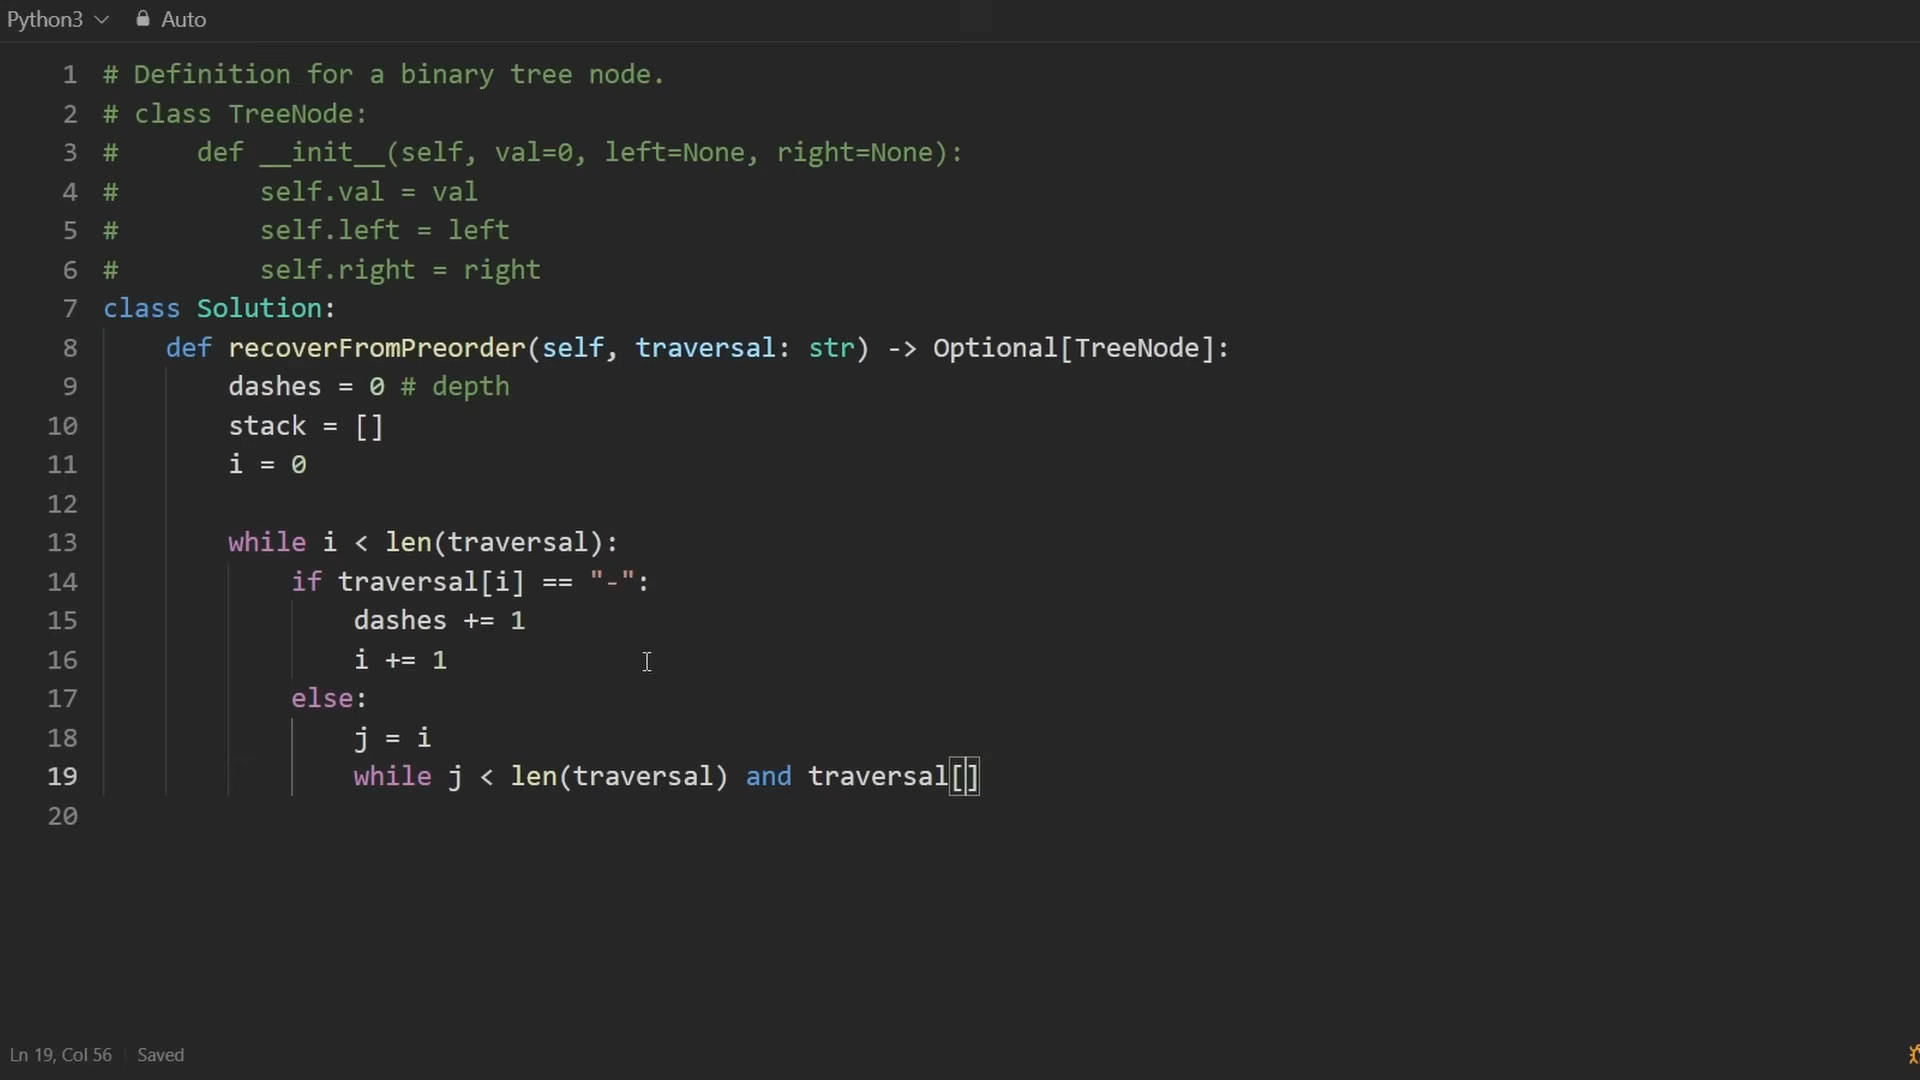 Python3 Auto
1 # Definition for a binary tree node.
2 # class TreeNode:
3 #     def __init__(self, val=0, left=None, right=None):
4 #         self.val = val
5 #         self.left = left
6 #         self.right = right
7 class Solution:
8     def recoverFromPreorder(self, traversal: str) -> Optional[TreeNode]:
9         dashes = 0 # depth
10         stack = []
11         i = 0
12
13         while i < len(traversal):
14             if traversal[i] == "-":
15                 dashes += 1
16                 i += 1
17             else:
18                 j = i
19                 while j < len(traversal) and traversal[]
20
Ln 19, Col 56 Saved